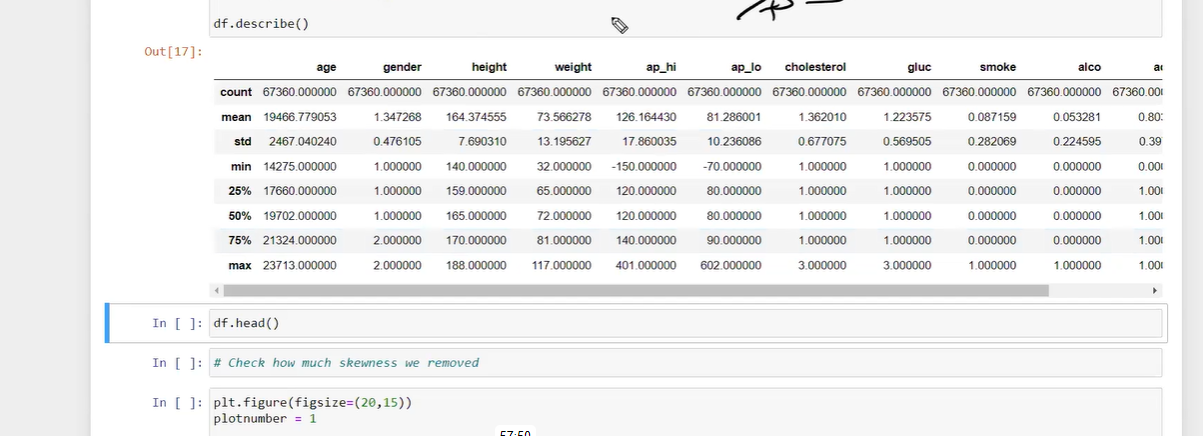 df.describe()
Out[17]:
age gender height weight ap_hi ap_lo cholesterol gluc smoke alco
count 67360.000000 67360.000000 67360.000000 67360.000000 67360.000000 67360.000000 67360.000000 67360.000000 67360.000000 67360.000000 67360.00
mean 19466.779053 1.347268 164.374555 73.566278 126.164430 81.286001 1.362010 1.223575 0.087159 0.053281 0.80
std 2467.040240 0.476105 7.690310 13.195627 17.860035 10.236086 0.677075 0.569505 0.282069 0.224595 0.39
min 14275.000000 1.000000 140.000000 32.000000 -150.000000 -70.000000 1.000000 1.000000 0.000000 0.000000 0.00
25% 17660.000000 1.000000 159.000000 65.000000 120.000000 80.000000 1.000000 1.000000 0.000000 0.000000 1.00
50% 19702.000000 1.000000 165.000000 72.000000 120.000000 80.000000 1.000000 1.000000 0.000000 0.000000 1.00
75% 21324.000000 2.000000 170.000000 81.000000 140.000000 90.000000 1.000000 1.000000 0.000000 0.000000 1.00
max 23713.000000 2.000000 188.000000 117.000000 401.000000 602.000000 3.000000 3.000000 1.000000 1.000000 1.00
In [ ]: df.head()
In [ ]: # Check how much skewness we removed
In [ ]: plt.figure(figsize=(20,15))
plotnumber = 1
57:50